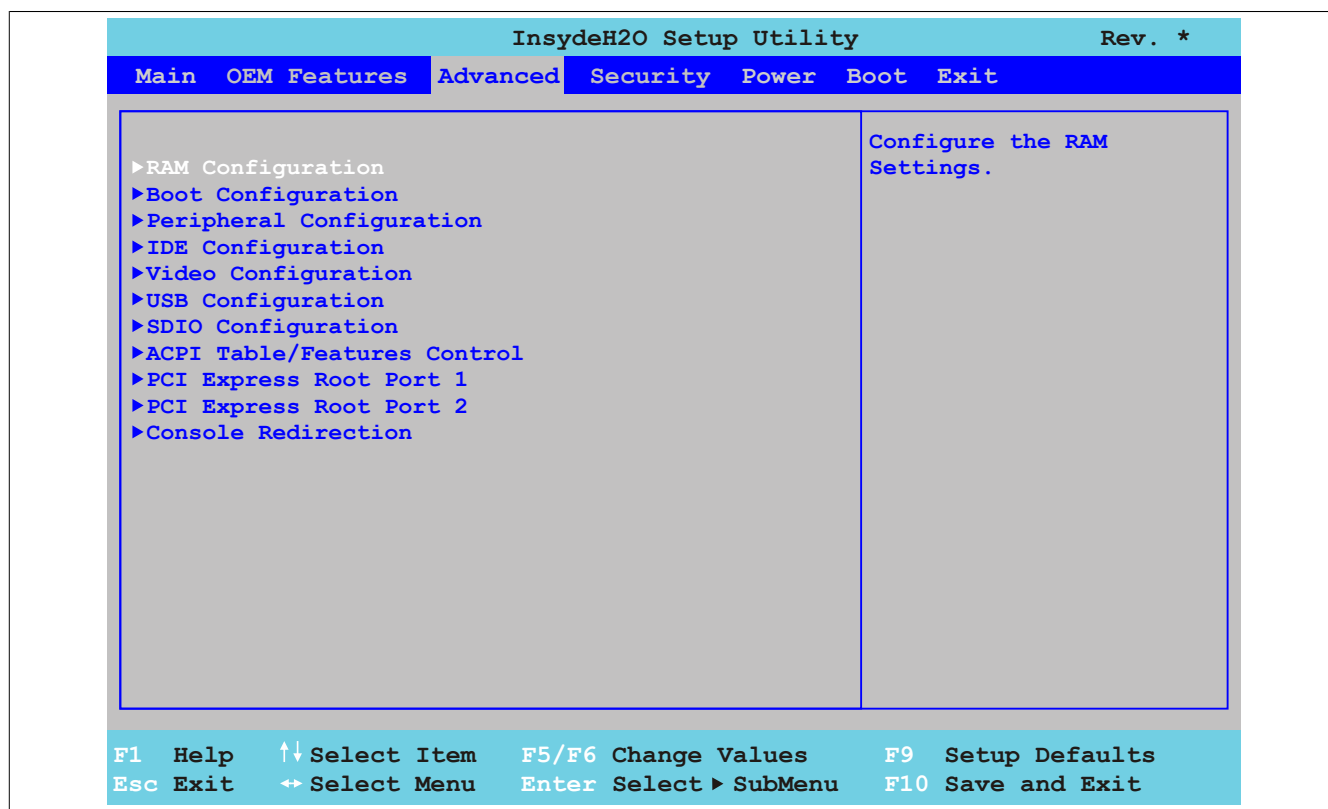 InsydeH2O Setup Utility Rev. *
Main OEM Features Advanced Security Power Boot Exit
Configure the RAM
Settings.
▶RAM Configuration
▶Boot Configuration
▶Peripheral Configuration
▶IDE Configuration
▶Video Configuration
▶USB Configuration
▶SDIO Configuration
▶ACPI Table/Features Control
▶PCI Express Root Port 1
▶PCI Express Root Port 2
▶Console Redirection
F1 Help ↑↓ Select Item F5/F6 Change Values F9 Setup Defaults
Esc Exit ↔ Select Menu Enter Select ▶ SubMenu F10 Save and Exit